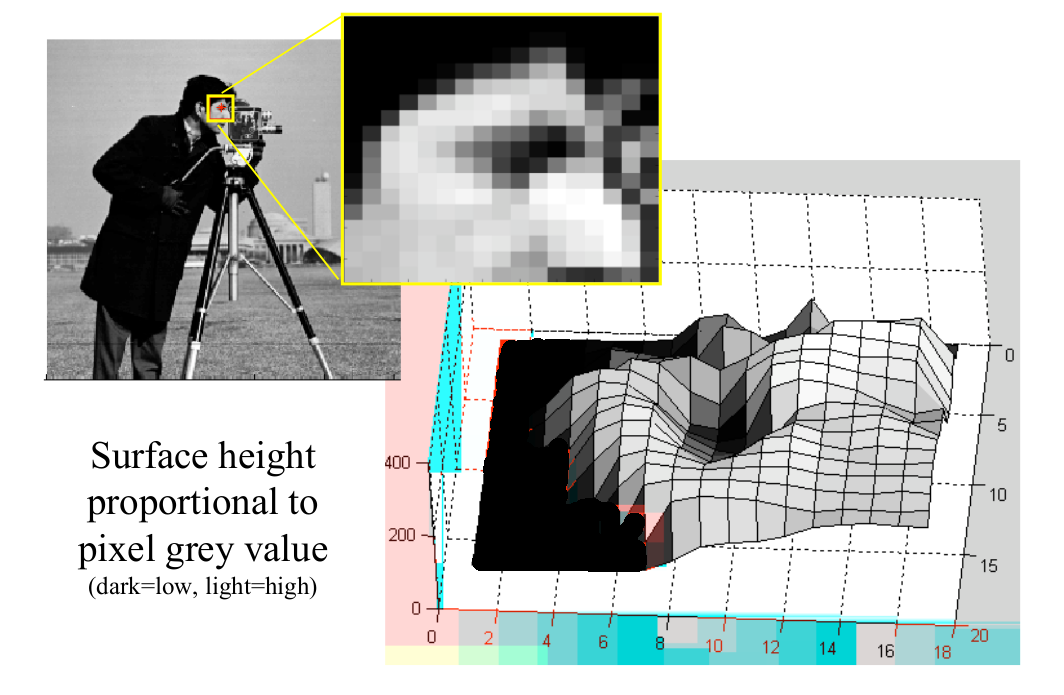 Surface height
proportional to
pixel grey value
(dark=low, light=high)
400
200
0
0 2 4 6 8 10 12 14 16 18 20
0
5
10
15